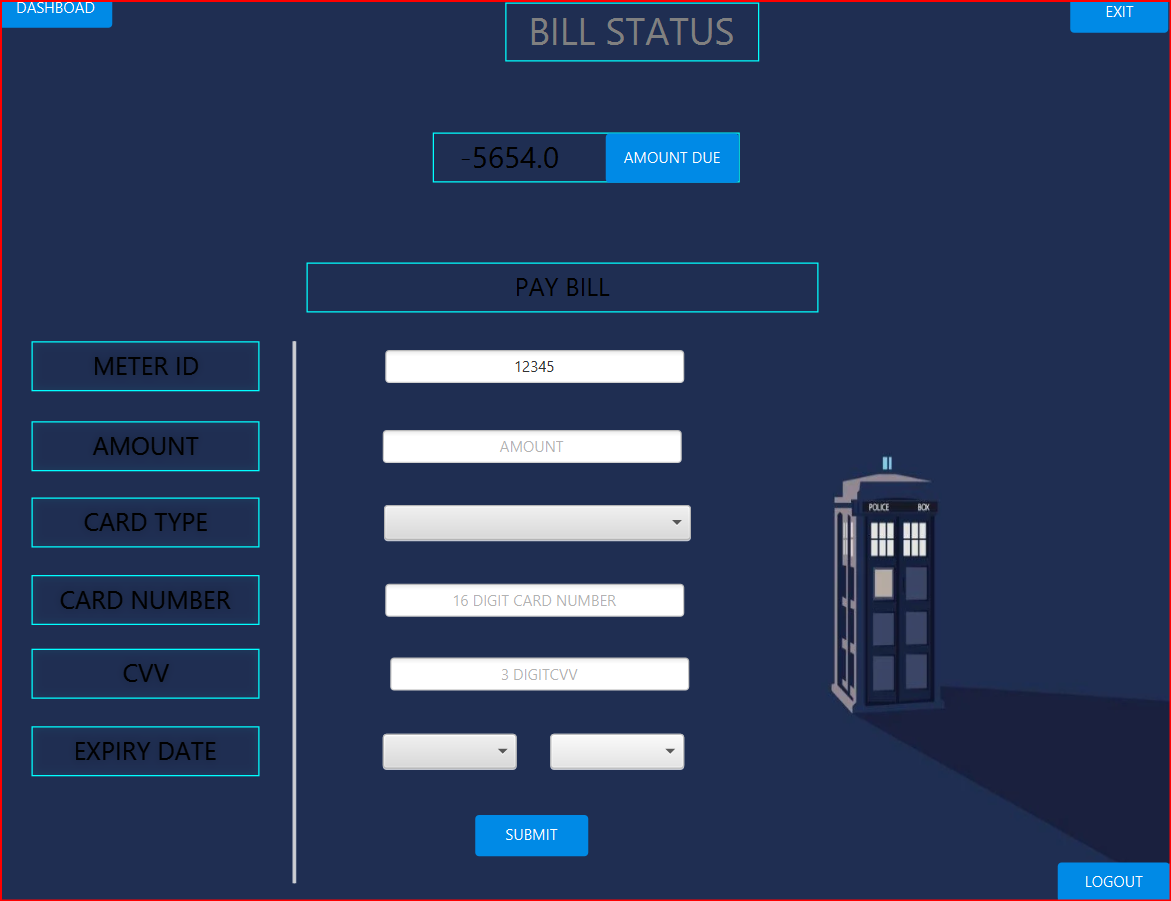 DASHBOAD
BILL STATUS
EXIT
-5654.0
AMOUNT DUE
PAY BILL
METER ID
12345
AMOUNT
AMOUNT
CARD TYPE
CARD NUMBER
16 DIGIT CARD NUMBER
CVV
3 DIGITCVV
EXPIRY DATE
SUBMIT
POLICE BOX
LOGOUT